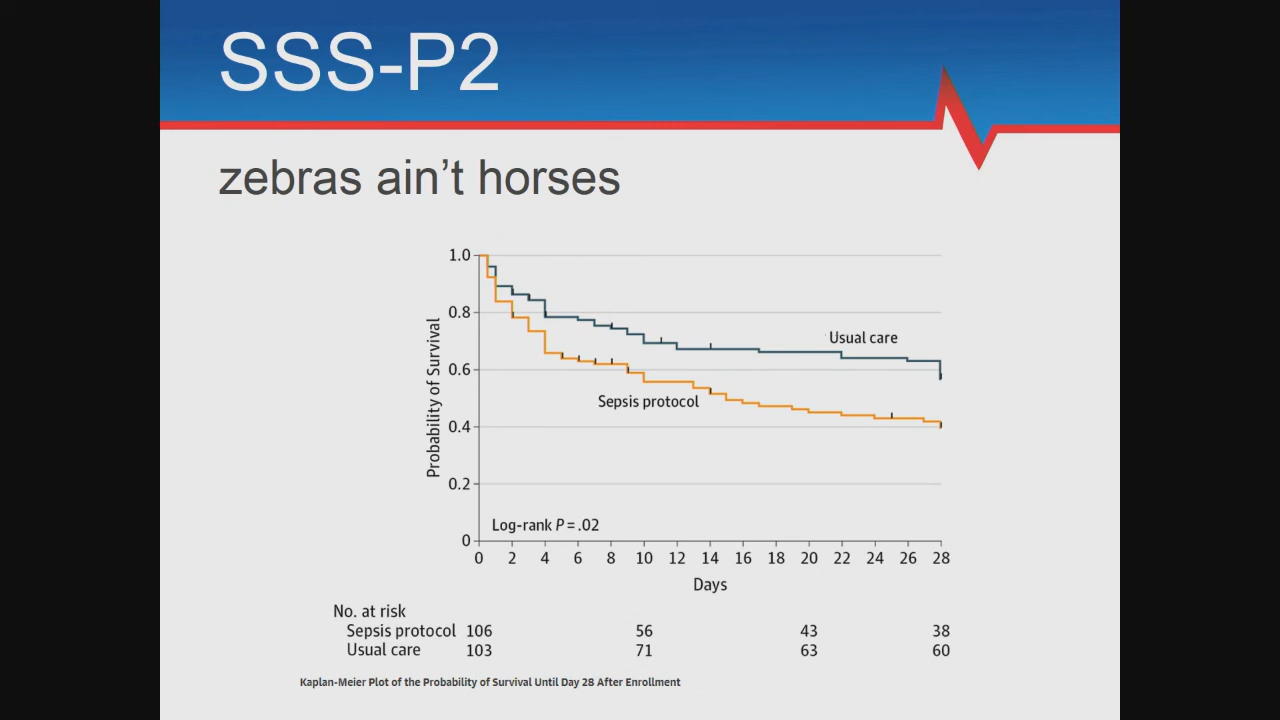 SSS-P2
zebras ain’t horses
1.0
0.8
0.6
0.4
0.2
0
Probability of Survival
Usual care
Sepsis protocol
Log-rank P = .02
0 2 4 6 8 10 12 14 16 18 20 22 24 26 28
Days
No. at risk
Sepsis protocol 106 56 43 38
Usual care 103 71 63 60
Kaplan-Meier Plot of the Probability of Survival Until Day 28 After Enrollment